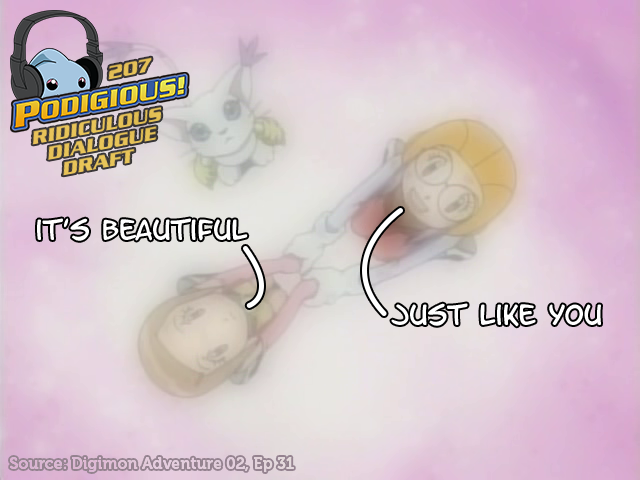 207
PODIGIOUS!
RIDICULOUS
DIALOGUE
DRAFT
IT'S BEAUTIFUL
JUST LIKE YOU
Source: Digimon Adventure 02, Ep 31